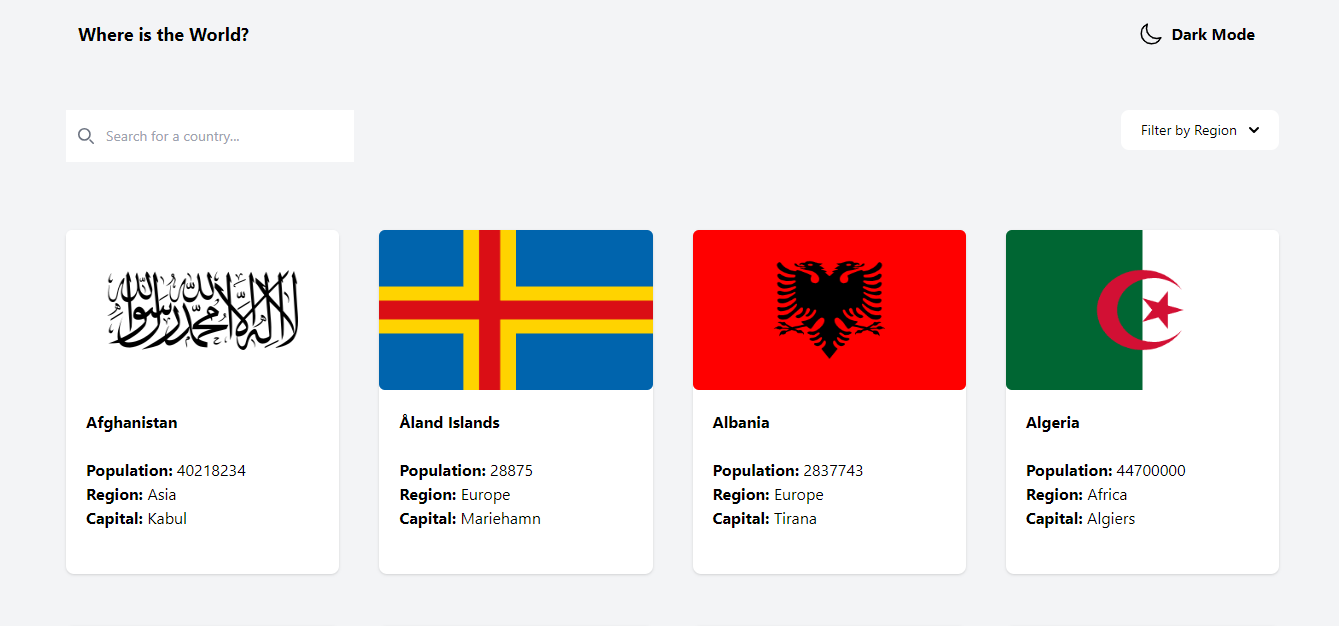 Where is the World?
Dark Mode
Search for a country...
Filter by Region
لا إله إلا الله محمد رسول الله
Afghanistan
Population: 40218234
Region: Asia
Capital: Kabul
Åland Islands
Population: 28875
Region: Europe
Capital: Mariehamn
Albania
Population: 2837743
Region: Europe
Capital: Tirana
Algeria
Population: 44700000
Region: Africa
Capital: Algiers